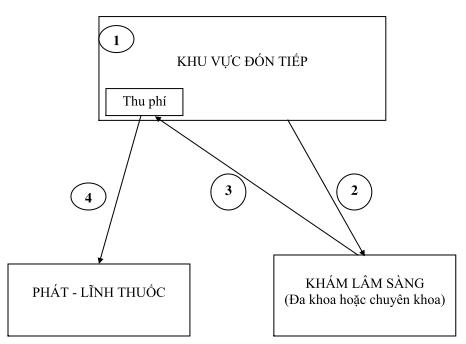 1
KHU VỰC ĐÓN TIẾP
Thu phí
4
3
2
PHÁT - LĨNH THUỐC
KHÁM LÂM SÀNG
(Đa khoa hoặc chuyên khoa)